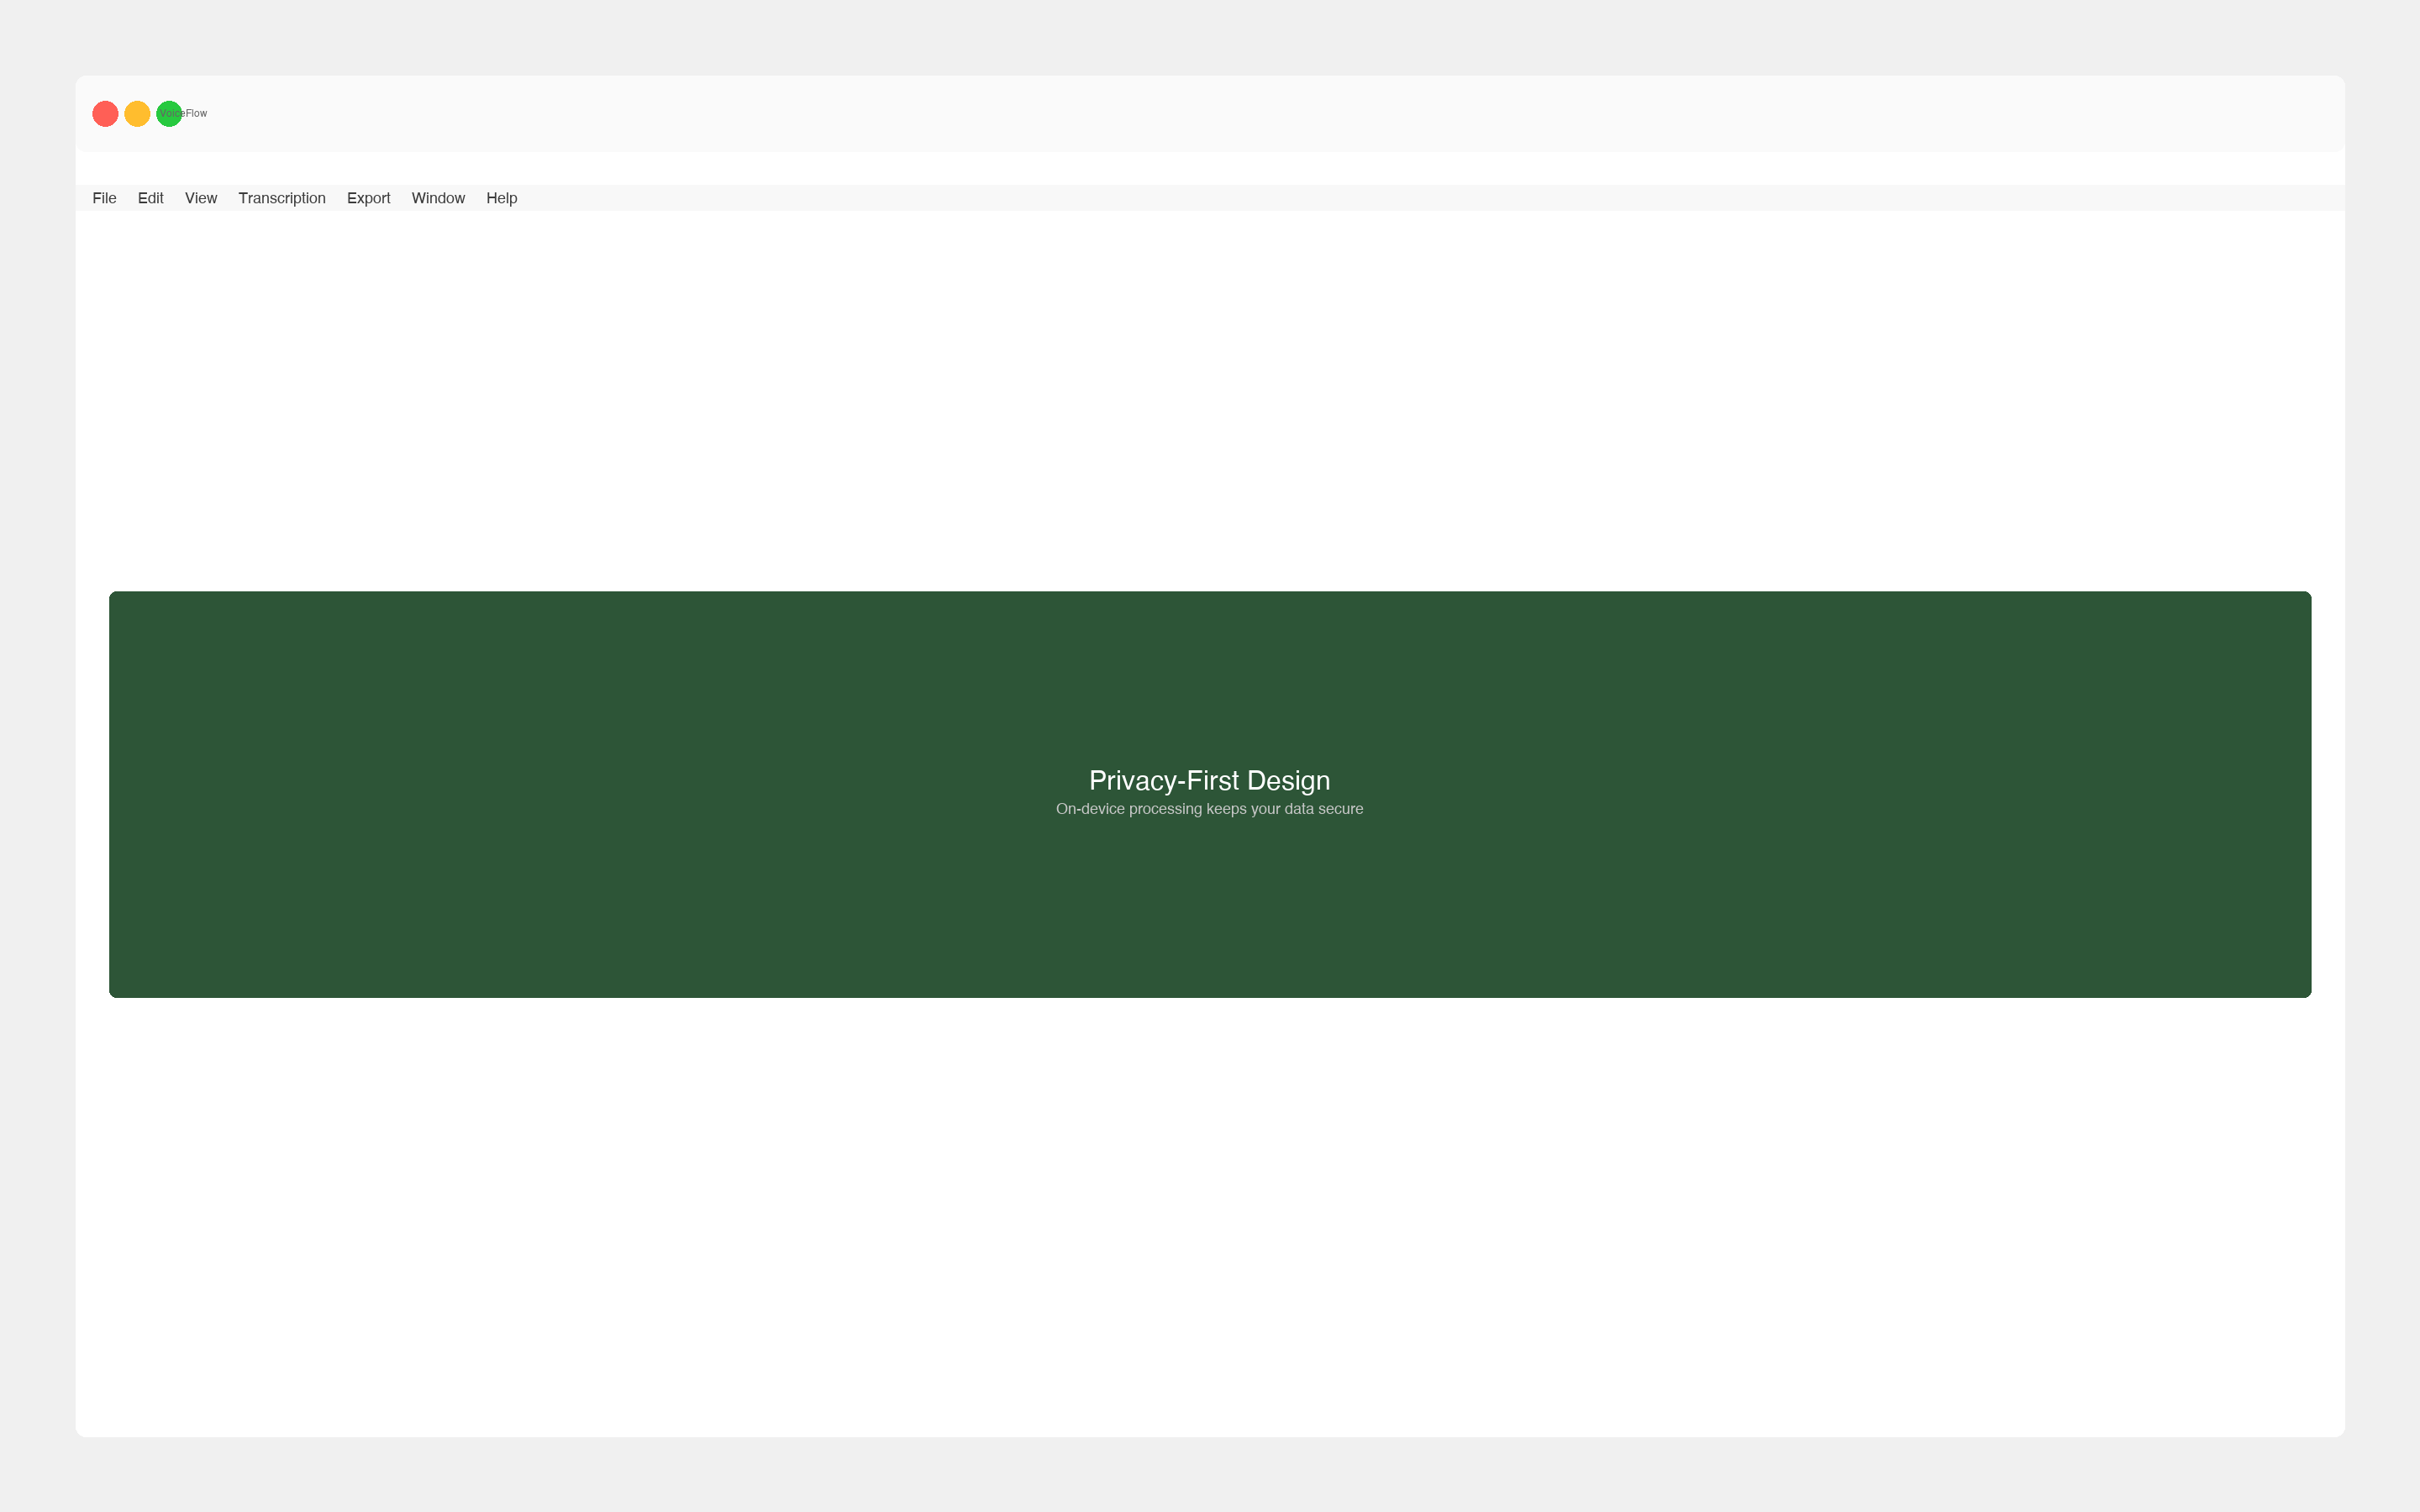 VoiceFlow
File Edit View Transcription Export Window Help
Privacy-First Design
On-device processing keeps your data secure